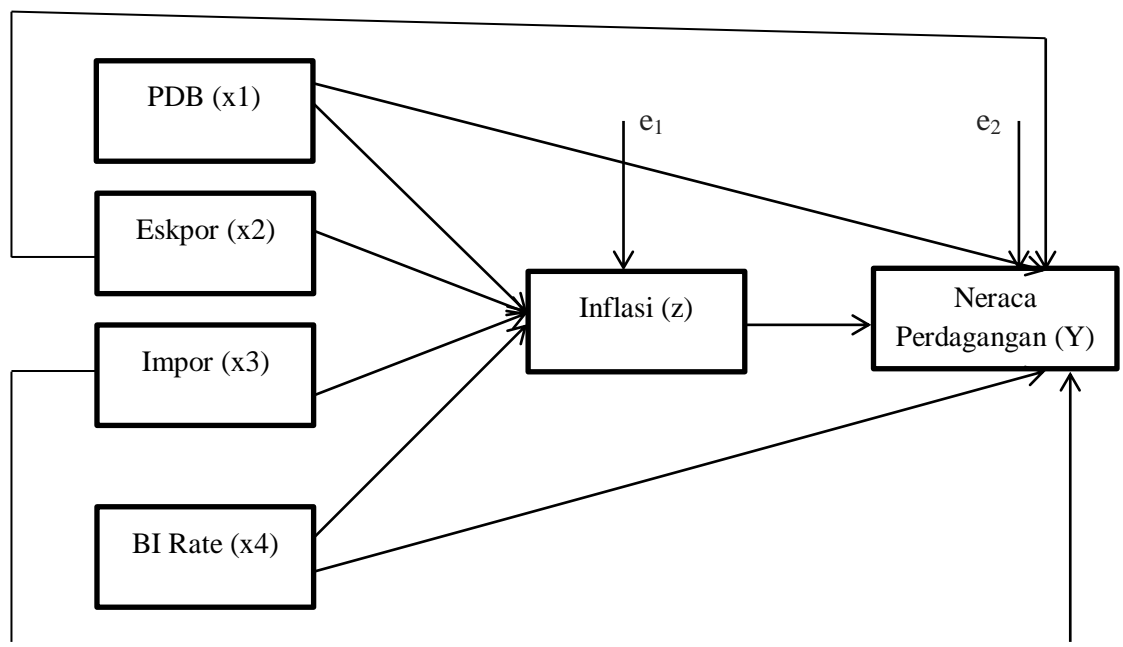 PDB (x1)
Eskpor (x2)
Impor (x3)
BI Rate (x4)
e₁
Inflasi (z)
e₂
Neraca
Perdagangan (Y)